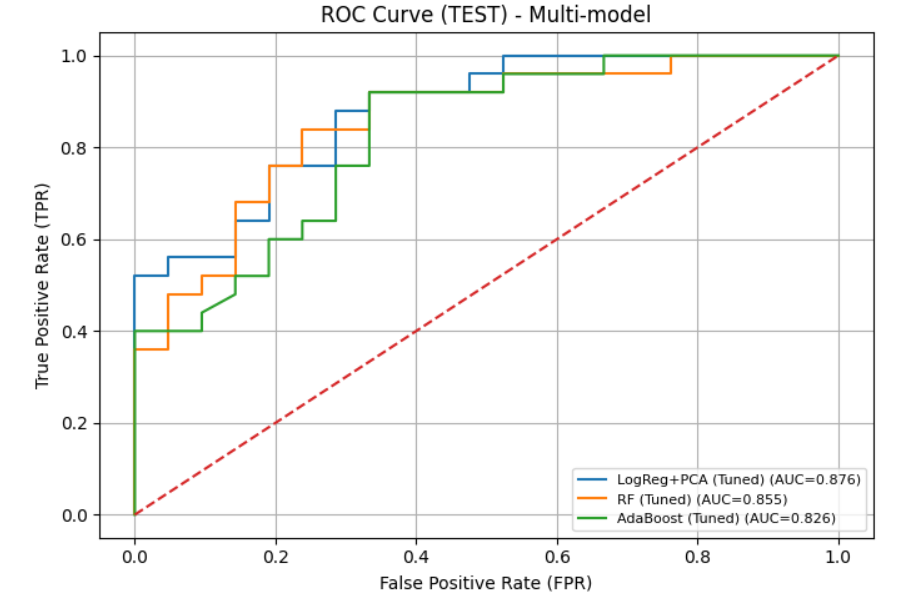 ROC Curve (TEST) - Multi-model
1.0
0.8
0.6
0.4
0.2
0.0
True Positive Rate (TPR)
LogReg+PCA (Tuned) (AUC=0.876)
RF (Tuned) (AUC=0.855)
AdaBoost (Tuned) (AUC=0.826)
0.0 0.2 0.4 0.6 0.8 1.0
False Positive Rate (FPR)